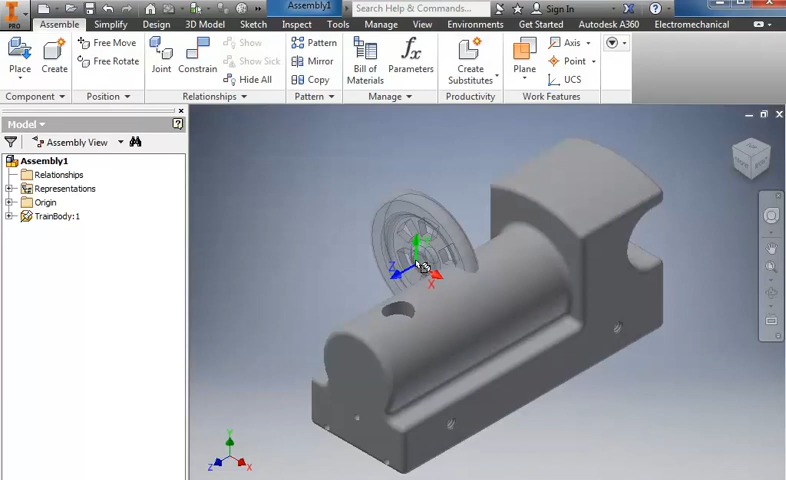 Assembly1 Search Help & Commands... Sign In
PRO Assemble Simplify Design 3D Model Sketch Inspect Tools Manage View Environments Get Started Autodesk A360 Electromechanical
Place Create Free Move Free Rotate Joint Constrain Show Show Sick Hide All Pattern Mirror Copy Bill of Materials Parameters Create Substitutes Plane Axis Point UCS
Component Position Relationships Pattern Manage Productivity Work Features
Model
Assembly View
Assembly1
Relationships
Representations
Origin
TrainBody:1
Y
Z
X
Y
Z
X